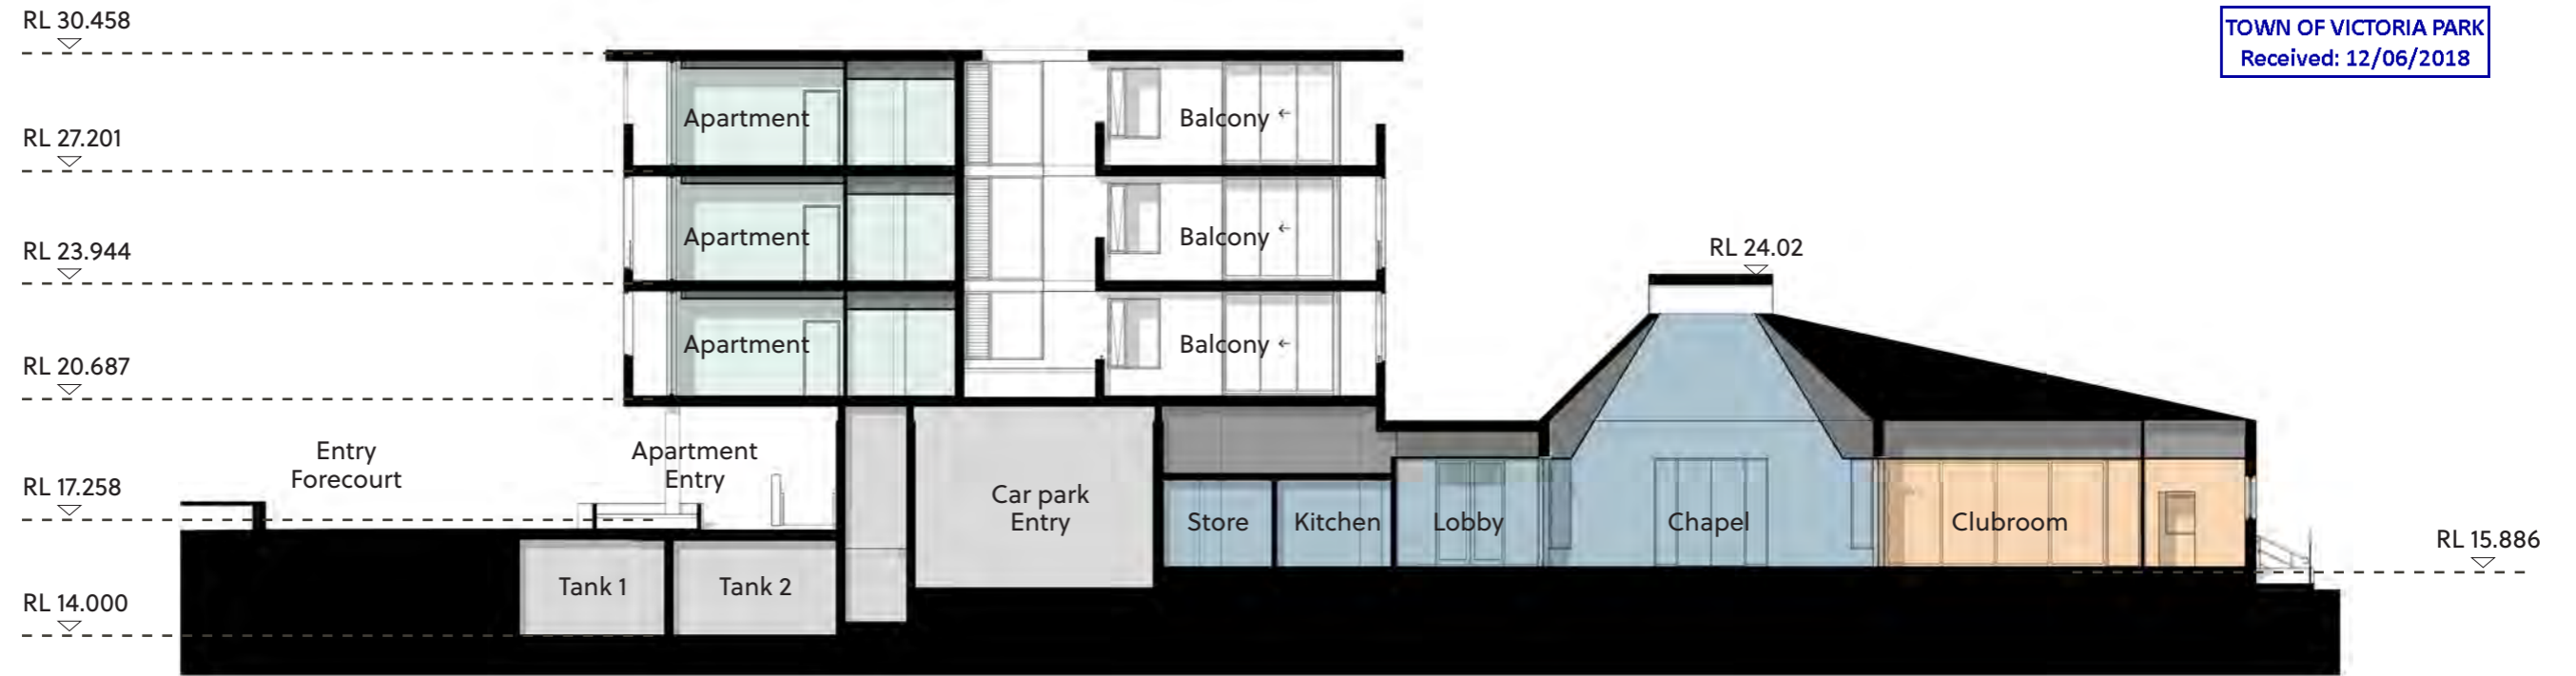 RL 30.458
TOWN OF VICTORIA PARK
Received: 12/06/2018
Apartment
Balcony ←
RL 27.201
Apartment
Balcony ←
RL 23.944
RL 24.02
Apartment
Balcony ←
RL 20.687
Entry
Forecourt
Apartment
Entry
RL 17.258
Car park
Entry
Store
Kitchen
Lobby
Chapel
Clubroom
RL 15.886
Tank 1
Tank 2
RL 14.000